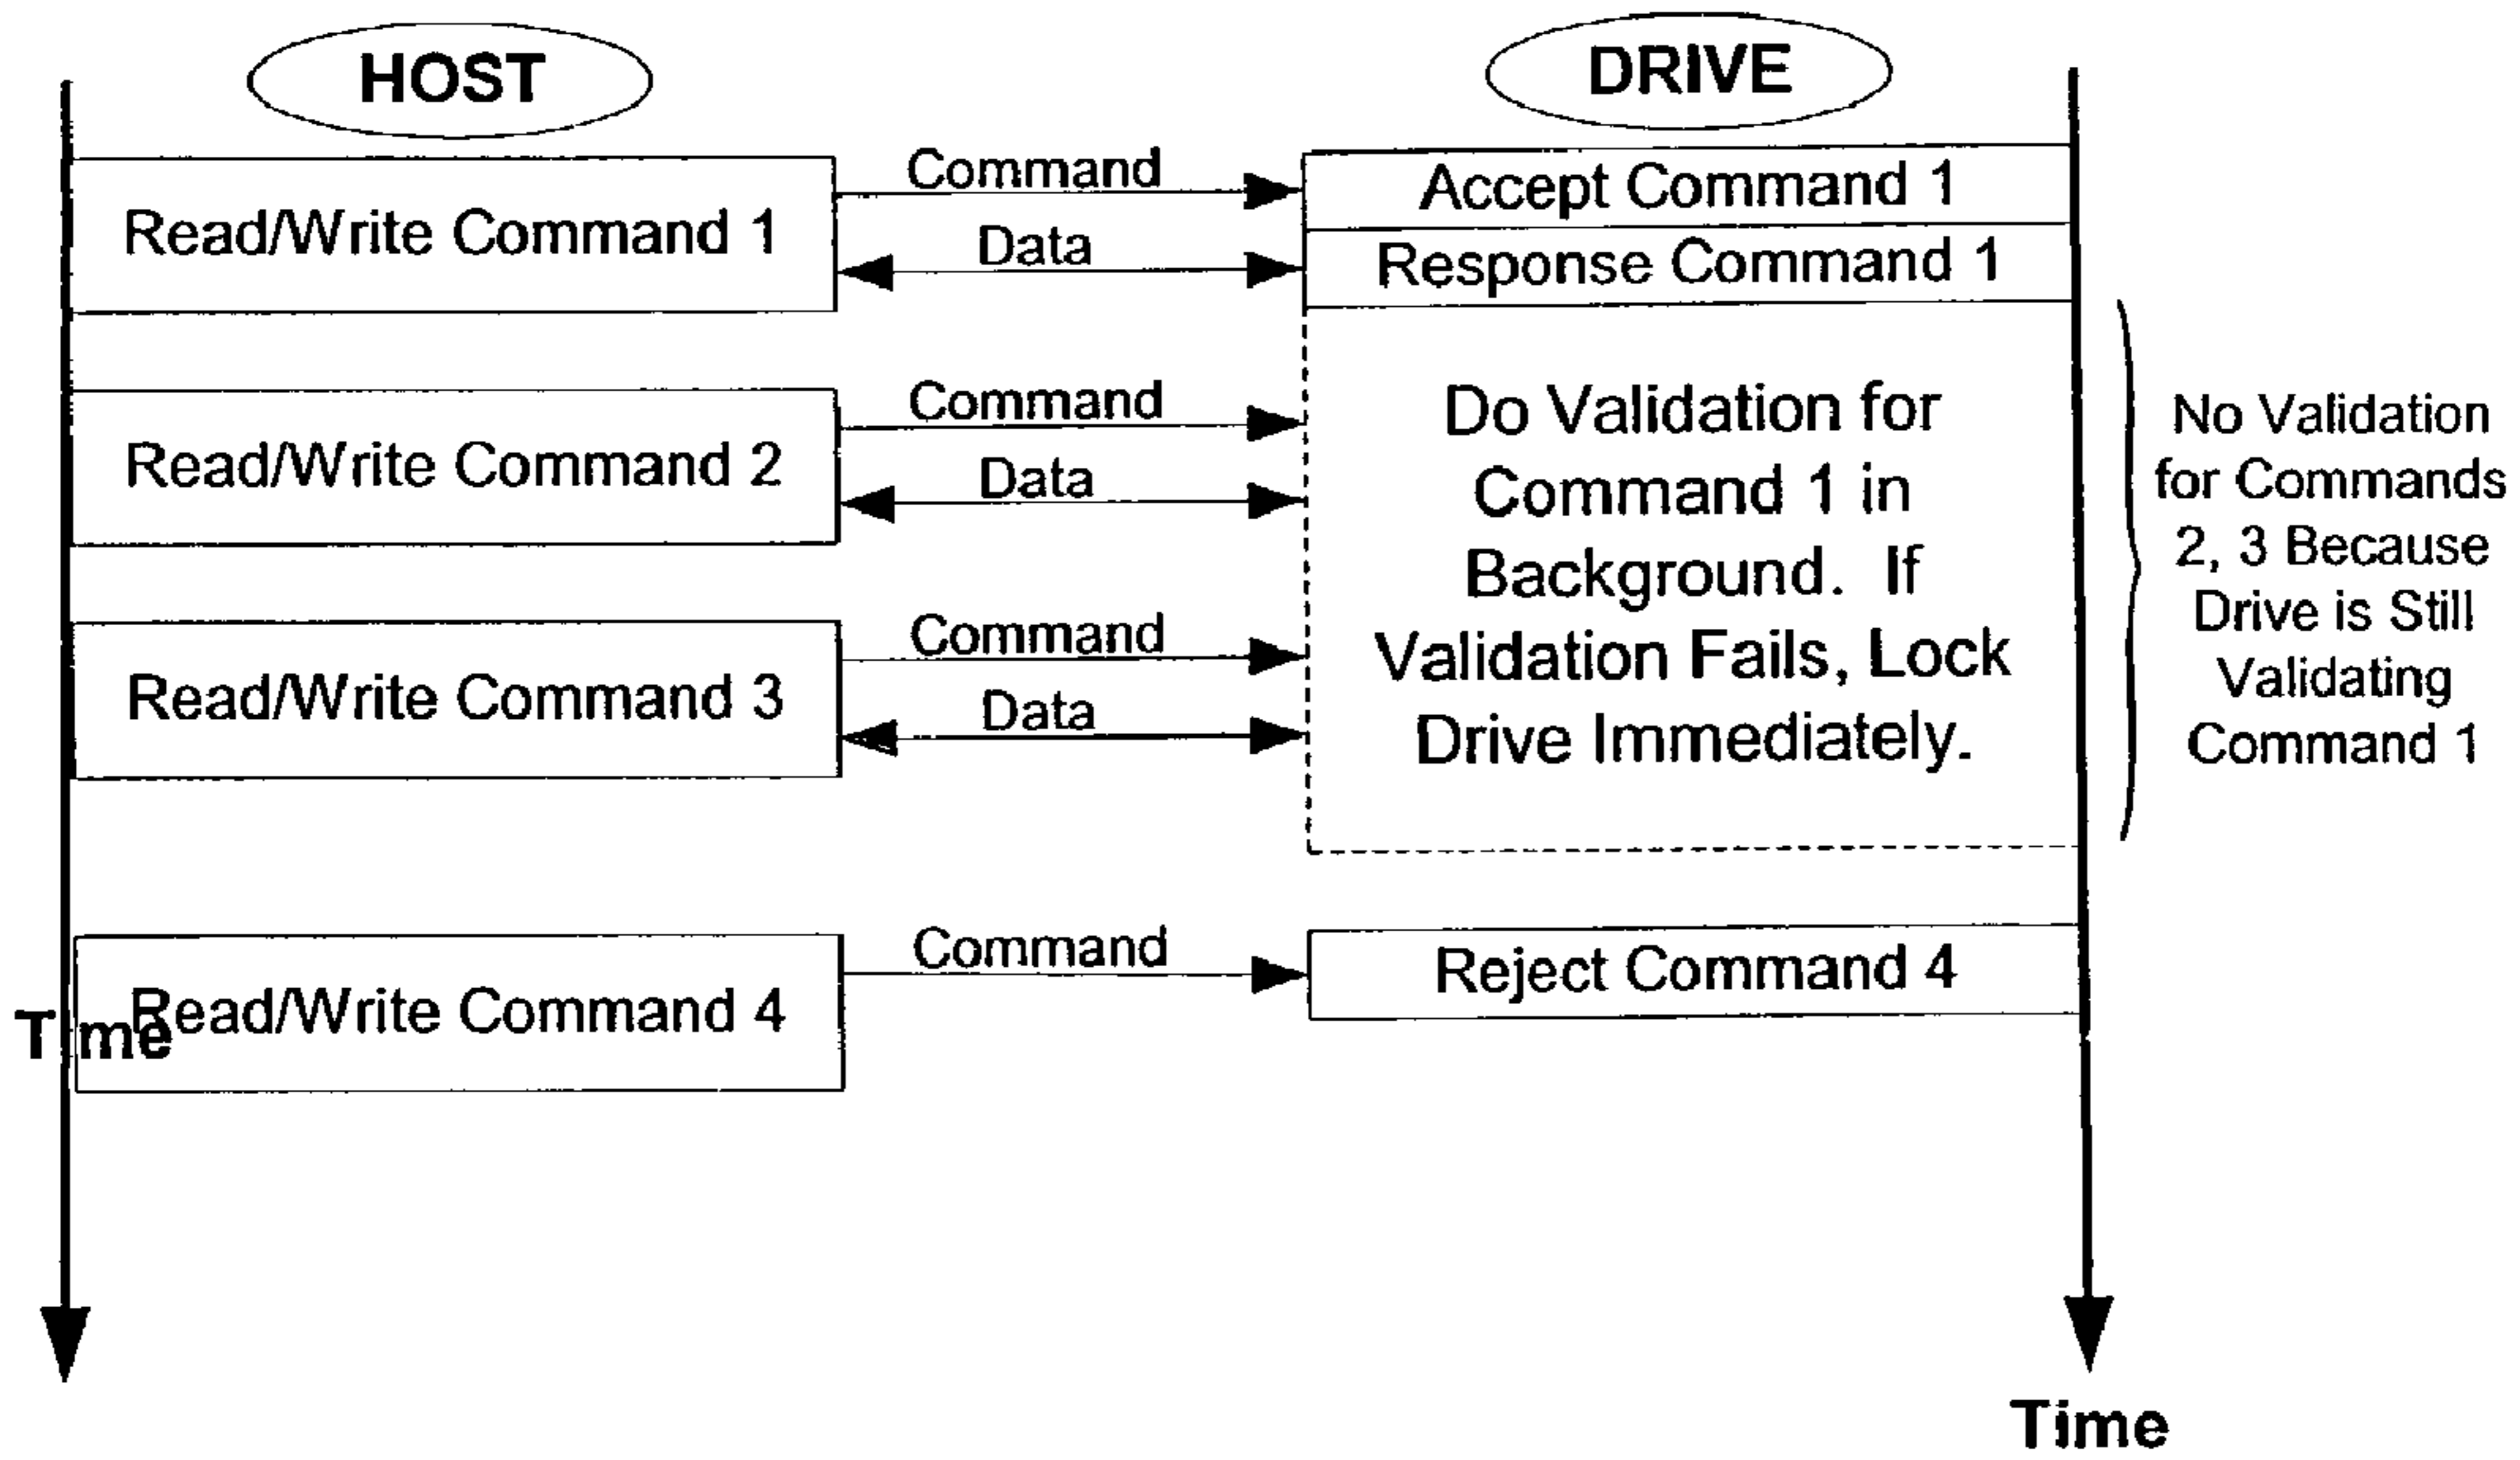 HOST
DRIVE
Read/Write Command 1
Command
Data
Accept Command 1
Response Command 1
Read/Write Command 2
Command
Data
Do Validation for
Command 1 in
Background. If
Validation Fails, Lock
Drive Immediately.
No Validation
for Commands
2, 3 Because
Drive is Still
Validating
Command 1
Read/Write Command 3
Command
Data
Read/Write Command 4
Command
Reject Command 4
Time
Time